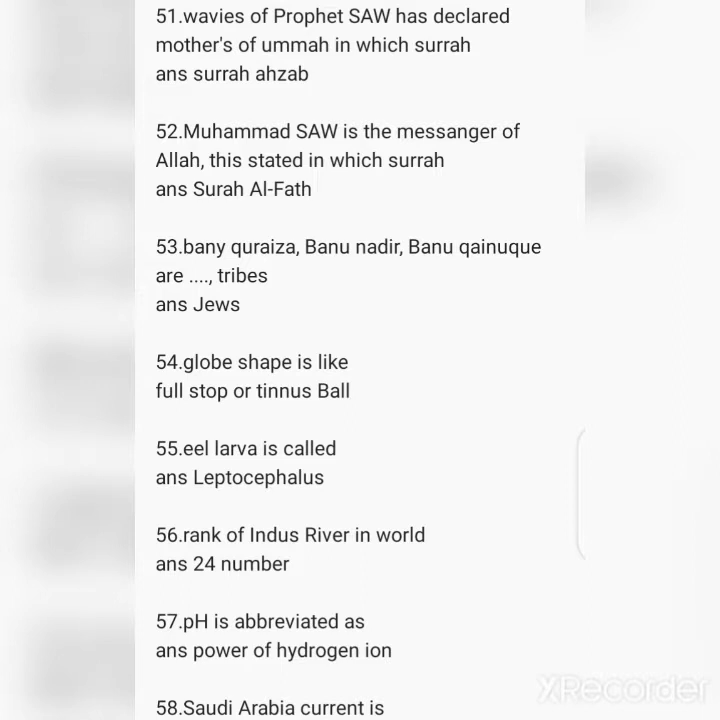 51.wavies of Prophet SAW has declared
mother's of ummah in which surrah
ans surrah ahzab
52.Muhammad SAW is the messanger of
Allah, this stated in which surrah
ans Surah Al-Fath
53.bany quraiza, Banu nadir, Banu qainuque
are ...., tribes
ans Jews
54.globe shape is like
full stop or tinnus Ball
55.eel larva is called
ans Leptocephalus
56.rank of Indus River in world
ans 24 number
57.pH is abbreviated as
ans power of hydrogen ion
58.Saudi Arabia current is
XRecorder